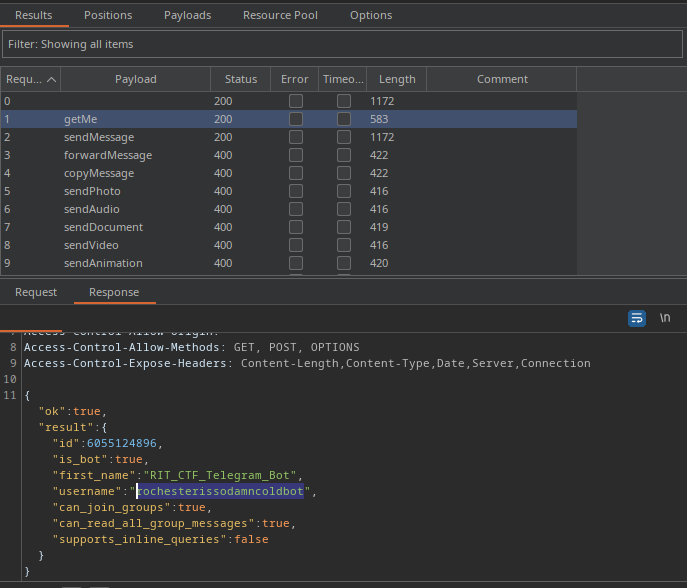 Results Positions Payloads Resource Pool Options
Filter: Showing all items
Requ... Payload Status Error Timeo... Length Comment
0 200 1172
1 getMe 200 583
2 sendMessage 200 1172
3 forwardMessage 400 422
4 copyMessage 400 422
5 sendPhoto 400 416
6 sendAudio 400 416
7 sendDocument 400 419
8 sendVideo 400 416
9 sendAnimation 400 420
Request Response
\n
8 Access-Control-Allow-Methods: GET, POST, OPTIONS
9 Access-Control-Expose-Headers: Content-Length,Content-Type,Date,Server,Connection
10
11 {
"ok":true,
"result":{
"id":6055124896,
"is_bot":true,
"first_name":"RIT_CTF_Telegram_Bot",
"username":"rochesterissodamncoldbot",
"can_join_groups":true,
"can_read_all_group_messages":true,
"supports_inline_queries":false
}
}